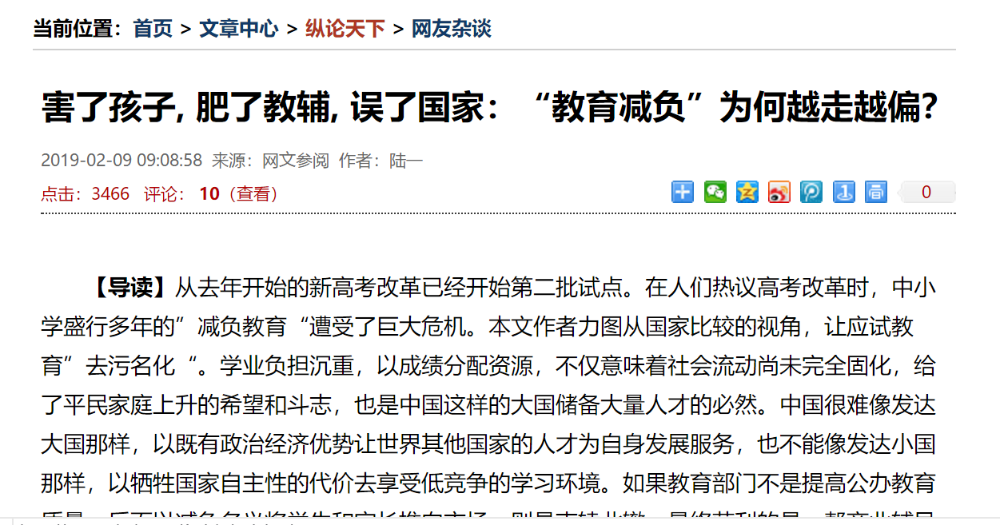 当前位置：首页 > 文章中心 > 纵论天下 > 网友杂谈
害了孩子, 肥了教辅, 误了国家：“教育减负”为何越走越偏？
2019-02-09 09:08:58 来源：网文参阅 作者：陆一
点击：3466 评论： 10（查看）
0
【导读】从去年开始的新高考改革已经开始第二批试点。在人们热议高考改革时，中小
学盛行多年的”减负教育“遭受了巨大危机。本文作者力图从国家比较的视角，让应试教
育”去污名化“。学业负担沉重，以成绩分配资源，不仅意味着社会流动尚未完全固化，给
了平民家庭上升的希望和斗志，也是中国这样的大国储备大量人才的必然。中国很难像发达
大国那样，以既有政治经济优势让世界其他国家的人才为自身发展服务，也不能像发达小国
那样，以牺牲国家自主性的代价去享受低竞争的学习环境。如果教育部门不是提高公办教育